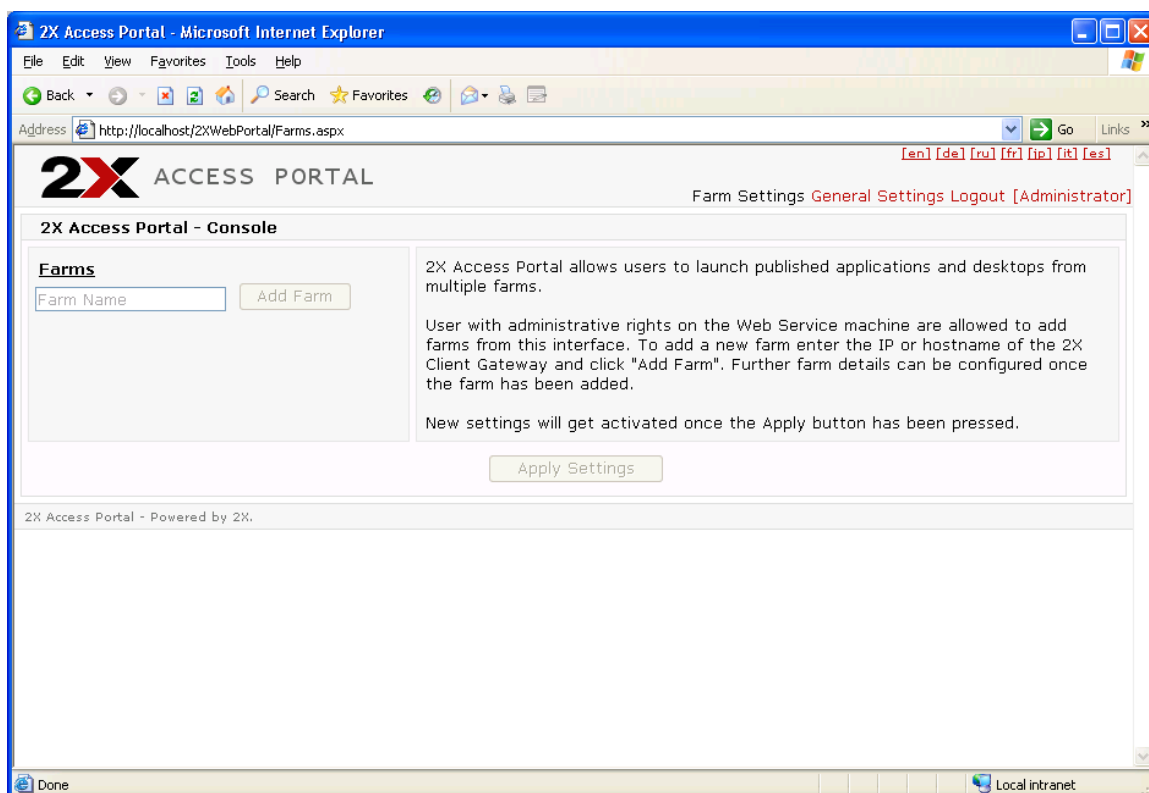 2X Access Portal - Microsoft Internet Explorer
File Edit View Favorites Tools Help
Back Search Favorites
Address http://localhost/2XWebPortal/Farms.aspx Go Links »
[en] [de] [ru] [fr] [jp] [it] [es]
2X ACCESS PORTAL
Farm Settings General Settings Logout [Administrator]
2X Access Portal - Console
Farms
Farm Name Add Farm
2X Access Portal allows users to launch published applications and desktops from
multiple farms.
User with administrative rights on the Web Service machine are allowed to add
farms from this interface. To add a new farm enter the IP or hostname of the 2X
Client Gateway and click "Add Farm". Further farm details can be configured once
the farm has been added.
New settings will get activated once the Apply button has been pressed.
Apply Settings
2X Access Portal - Powered by 2X.
Done Local intranet